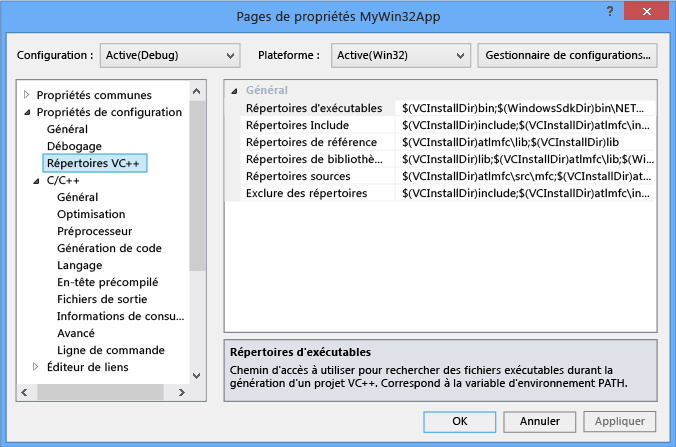 Pages de propriétés MyWin32App
?
Configuration : Active(Debug) Plateforme : Active(Win32) Gestionnaire de configurations...
Propriétés communes
Propriétés de configuration
Général
Débogage
Répertoires VC++
C/C++
Général
Optimisation
Préprocesseur
Génération de code
Langage
En-tête précompilé
Fichiers de sortie
Informations de consu...
Avancé
Ligne de commande
Éditeur de liens
Général
Répertoires d'exécutables $(VCInstallDir)bin;$(WindowsSdkDir)bin\NET...
Répertoires Include $(VCInstallDir)include;$(VCInstallDir)atlmfc\in...
Répertoires de référence $(VCInstallDir)atlmfc\lib;$(VCInstallDir)lib
Répertoires de bibliothè... $(VCInstallDir)lib;$(VCInstallDir)atlmfc\lib;$(Wi...
Répertoires sources $(VCInstallDir)atlmfc\src\mfc;$(VCInstallDir)at...
Exclure des répertoires $(VCInstallDir)include;$(VCInstallDir)atlmfc\in...
Répertoires d'exécutables
Chemin d'accès à utiliser pour rechercher des fichiers exécutables durant la
génération d'un projet VC++. Correspond à la variable d'environnement PATH.
OK Annuler Appliquer